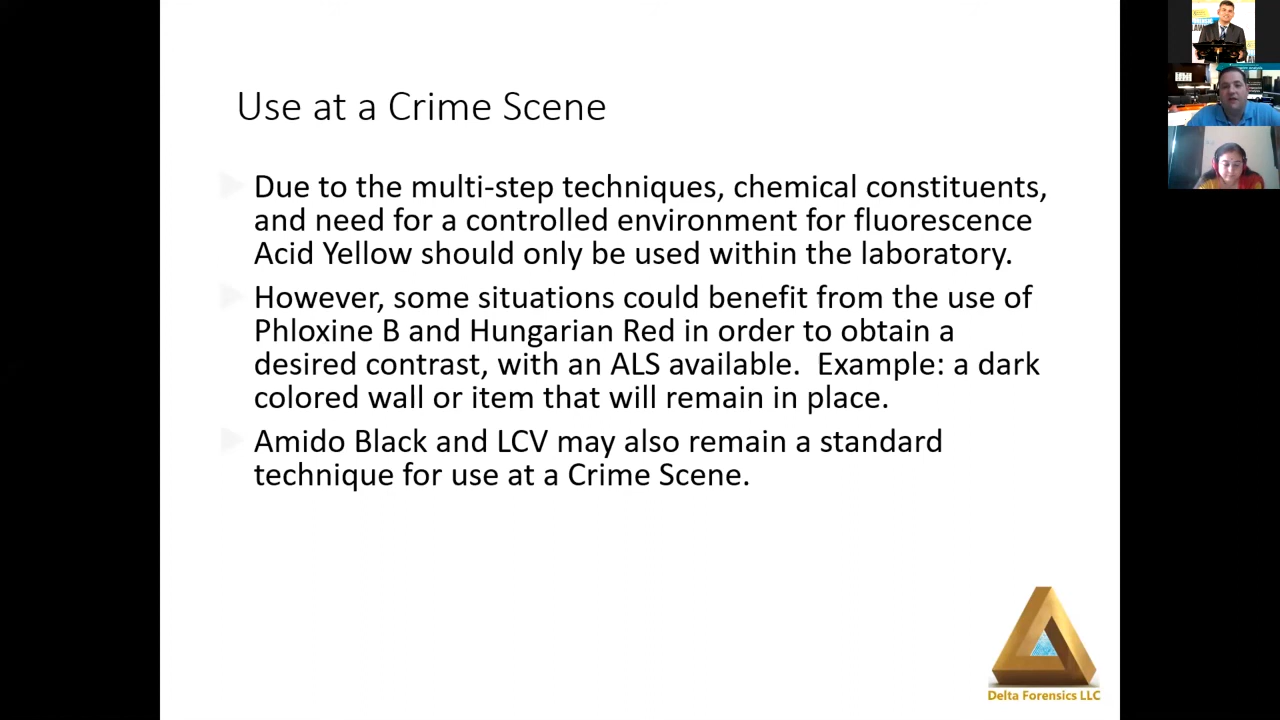 Use at a Crime Scene
Due to the multi-step techniques, chemical constituents,
and need for a controlled environment for fluorescence
Acid Yellow should only be used within the laboratory.
However, some situations could benefit from the use of
Phloxine B and Hungarian Red in order to obtain a
desired contrast, with an ALS available.  Example: a dark
colored wall or item that will remain in place.
Amido Black and LCV may also remain a standard
technique for use at a Crime Scene.
Delta Forensics LLC